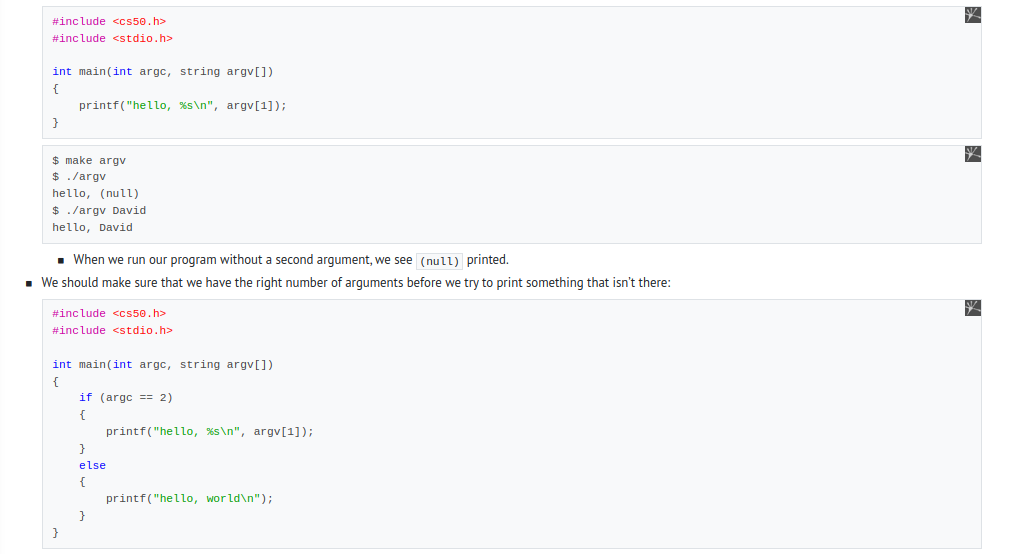 #include <cs50.h>
#include <stdio.h>
int main(int argc, string argv[])
{
    printf("hello, %s\n", argv[1]);
}
$ make argv
$ ./argv
hello, (null)
$ ./argv David
hello, David
When we run our program without a second argument, we see (null) printed.
We should make sure that we have the right number of arguments before we try to print something that isn't there:
#include <cs50.h>
#include <stdio.h>
int main(int argc, string argv[])
{
    if (argc == 2)
    {
        printf("hello, %s\n", argv[1]);
    }
    else
    {
        printf("hello, world\n");
    }
}